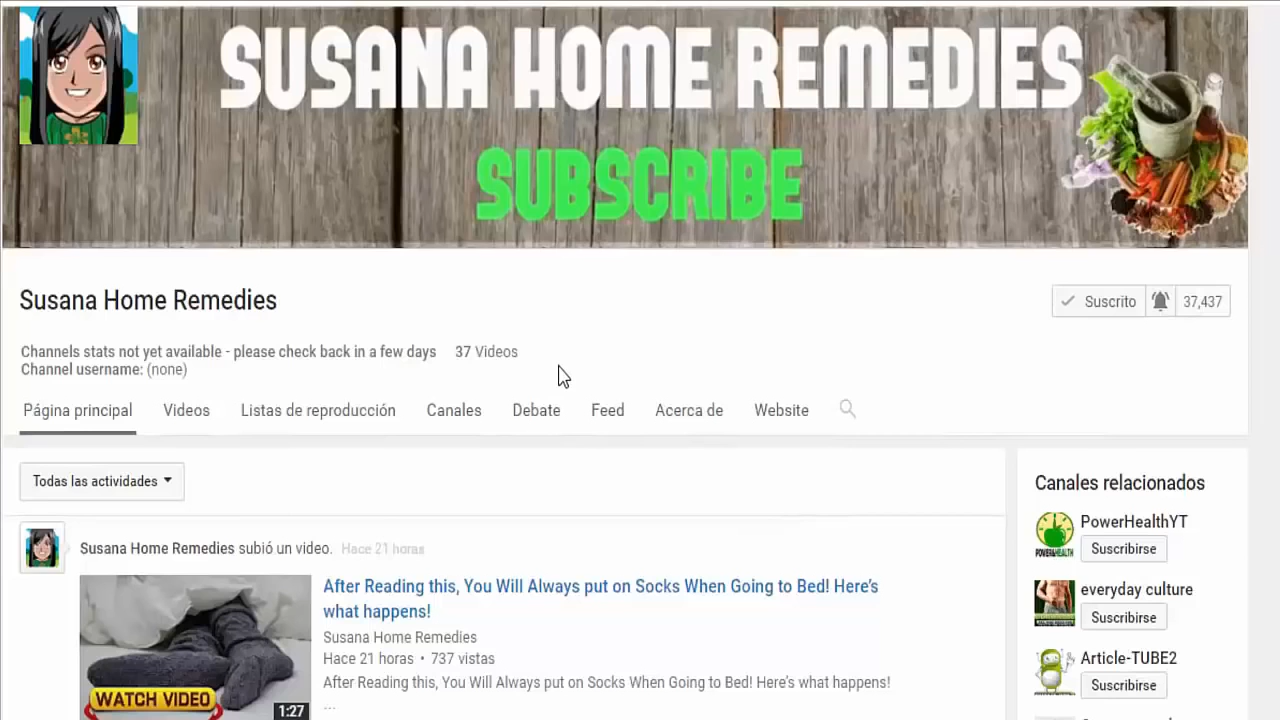 SUSANA HOME REMEDIES
SUBSCRIBE
Susana Home Remedies
Suscrito 37,437
Channels stats not yet available - please check back in a few days 37 Videos
Channel username: (none)
Página principal Videos Listas de reproducción Canales Debate Feed Acerca de Website
Todas las actividades
Canales relacionados
Susana Home Remedies subió un video. Hace 21 horas
After Reading this, You Will Always put on Socks When Going to Bed! Here's
what happens!
Susana Home Remedies
Hace 21 horas • 737 vistas
After Reading this, You Will Always put on Socks When Going to Bed! Here's what happens!
...
WATCH VIDEO
1:27
PowerHealthYT
POWER&HEALTH
Suscribirse
everyday culture
Suscribirse
Article-TUBE2
Suscribirse